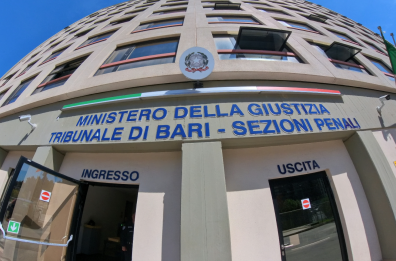 MINISTERO DELLA GIUSTIZIA
TRIBUNALE DI BARI - SEZIONI PENALI
INGRESSO
USCITA